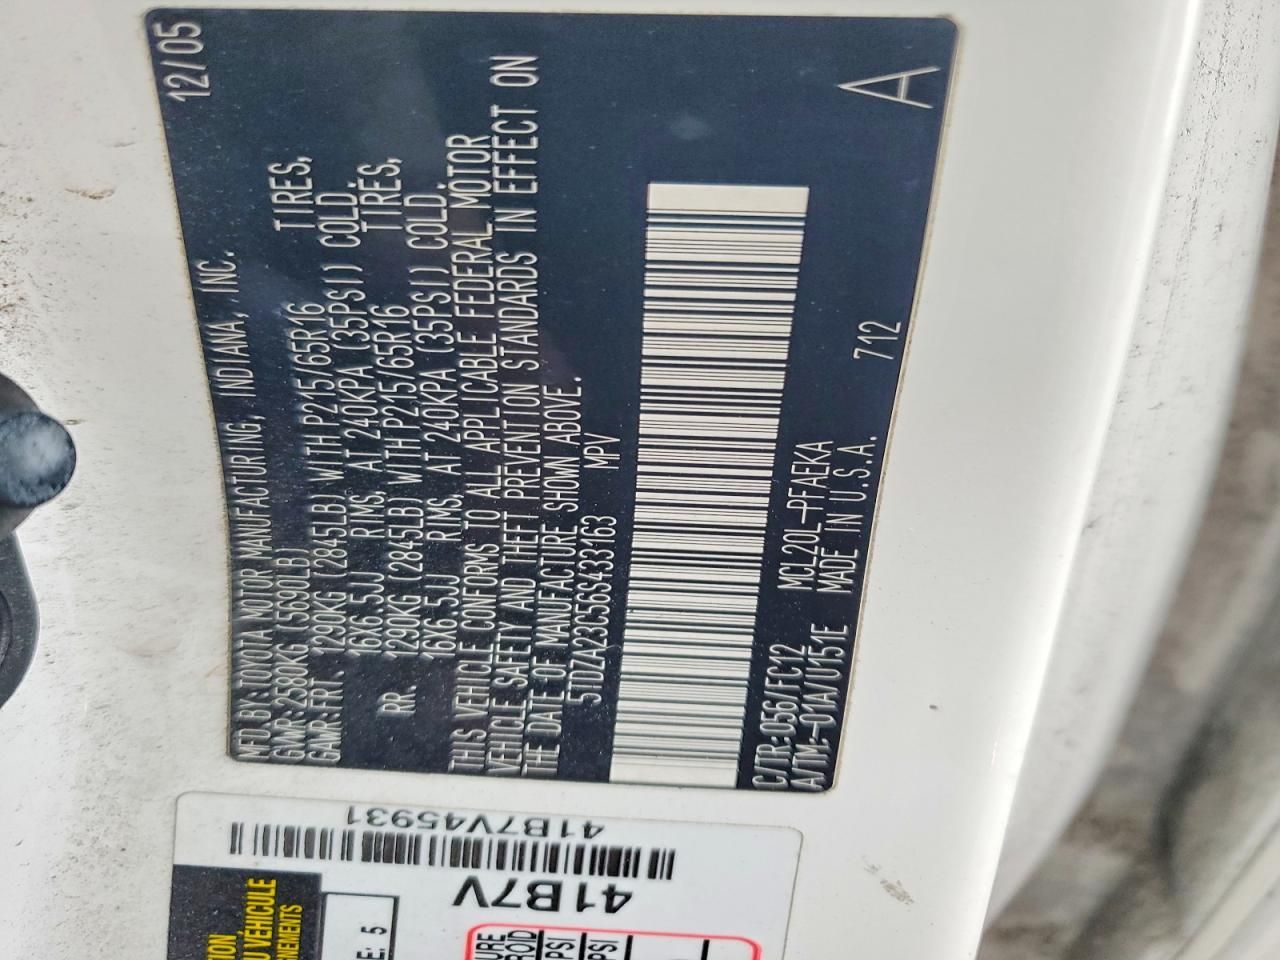 MFD BY:TOYOTA MOTOR MANUFACTURING, INDIANA, INC. 12/05
GVWR:2580KG (5690LB)
GAWR:FRT 1290KG (2845LB) WITH P215/65R16 TIRES,
16X6.5JJ RIMS, AT 240KPA (35PSI) COLD.
RR. 1290KG (2845LB) WITH P215/65R16 TIRES,
16X6.5JJ RIMS, AT 240KPA (35PSI) COLD.
THIS VEHICLE CONFORMS TO ALL APPLICABLE FEDERAL MOTOR
VEHICLE SAFETY AND THEFT PREVENTION STANDARDS IN EFFECT ON
THE DATE OF MANUFACTURE SHOWN ABOVE.
5TDZA23C56S433163 MPV
C/TR:056/FC12 MCL20L-PFAEKA
A/TM:-01A/U151E MADE IN U.S.A. 712
A
41B7V45931
41B7V
U VÉHICULE
E: 5
PSI
PSI